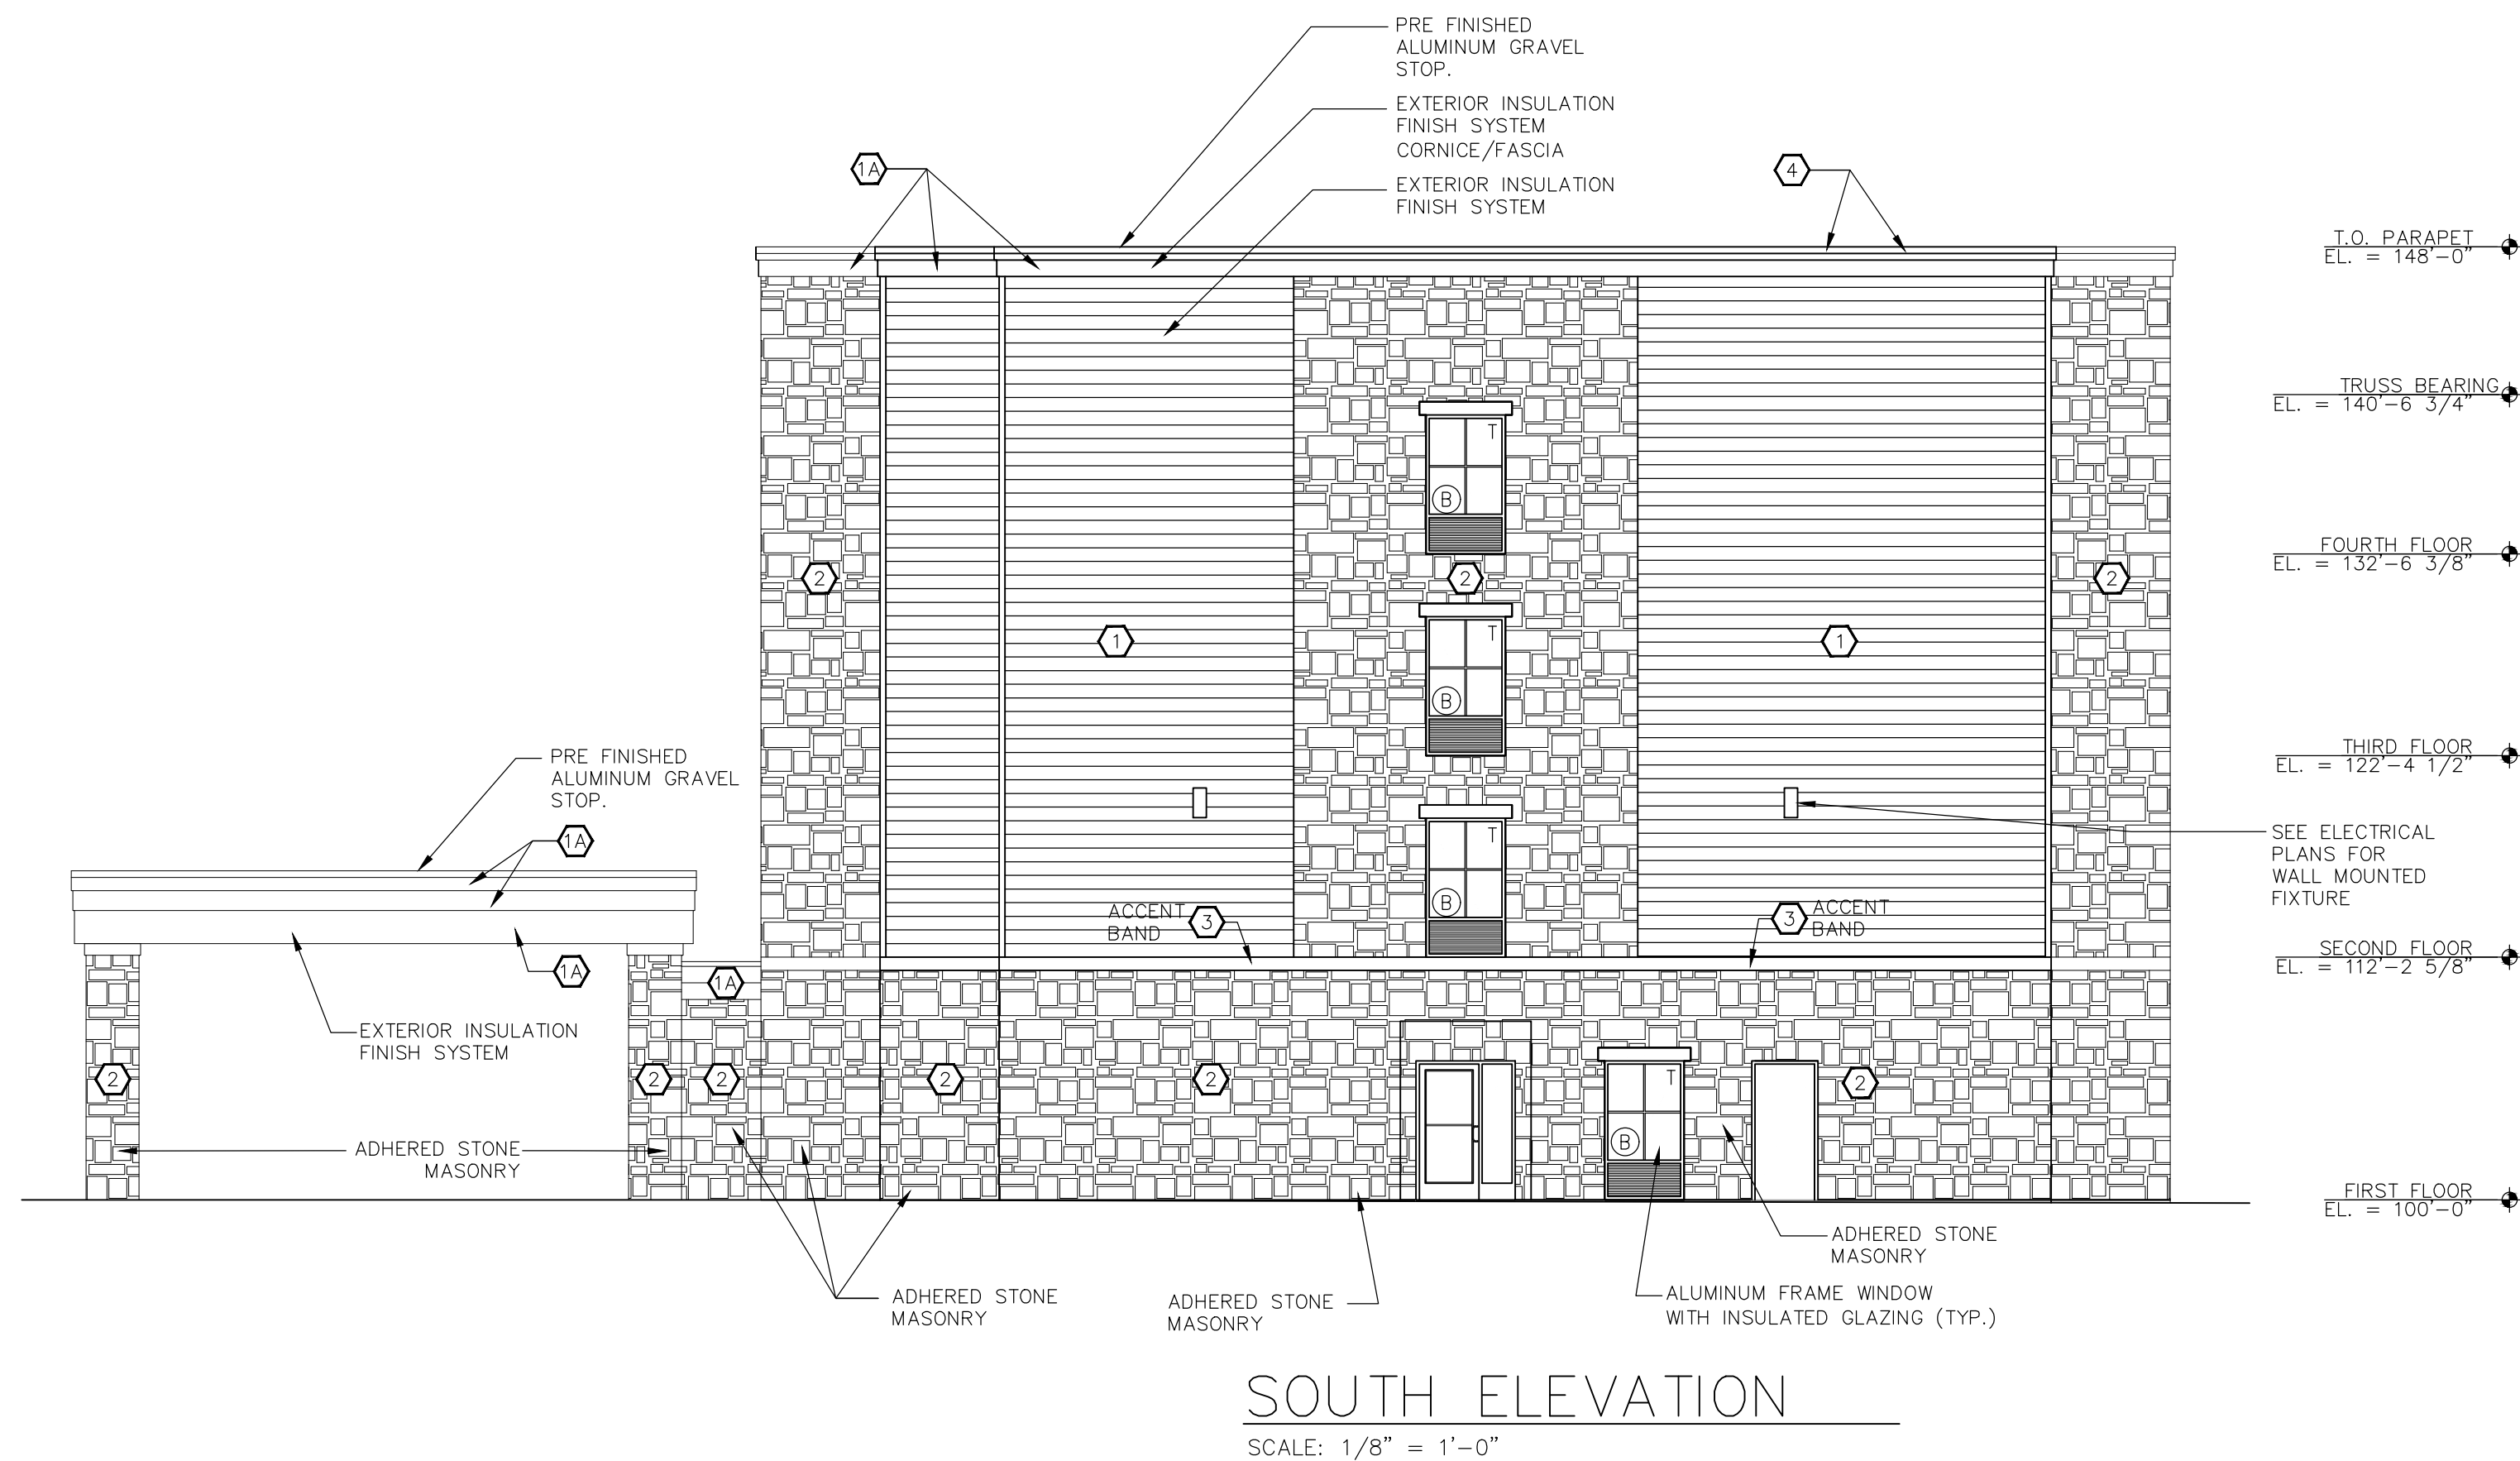 PRE FINISHED
ALUMINUM GRAVEL
STOP.
EXTERIOR INSULATION
FINISH SYSTEM
CORNICE/FASCIA
EXTERIOR INSULATION
FINISH SYSTEM
1A
4
T.O. PARAPET
EL. = 148'-0"
TRUSS BEARING
EL. = 140'-6 3/4"
T
B
FOURTH FLOOR
EL. = 132'-6 3/8"
2
2
2
T
1
1
B
THIRD FLOOR
EL. = 122'-4 1/2"
PRE FINISHED
ALUMINUM GRAVEL
STOP.
1A
T
SEE ELECTRICAL
PLANS FOR
WALL MOUNTED
FIXTURE
B
ACCENT
BAND
3
3
ACCENT
BAND
SECOND FLOOR
EL. = 112'-2 5/8"
1A
1A
EXTERIOR INSULATION
FINISH SYSTEM
2
2
2
2
2
T
2
B
ADHERED STONE
MASONRY
FIRST FLOOR
EL. = 100'-0"
ADHERED STONE
MASONRY
ADHERED STONE
MASONRY
ADHERED STONE
MASONRY
ALUMINUM FRAME WINDOW
WITH INSULATED GLAZING (TYP.)
SOUTH ELEVATION
SCALE: 1/8" = 1'-0"